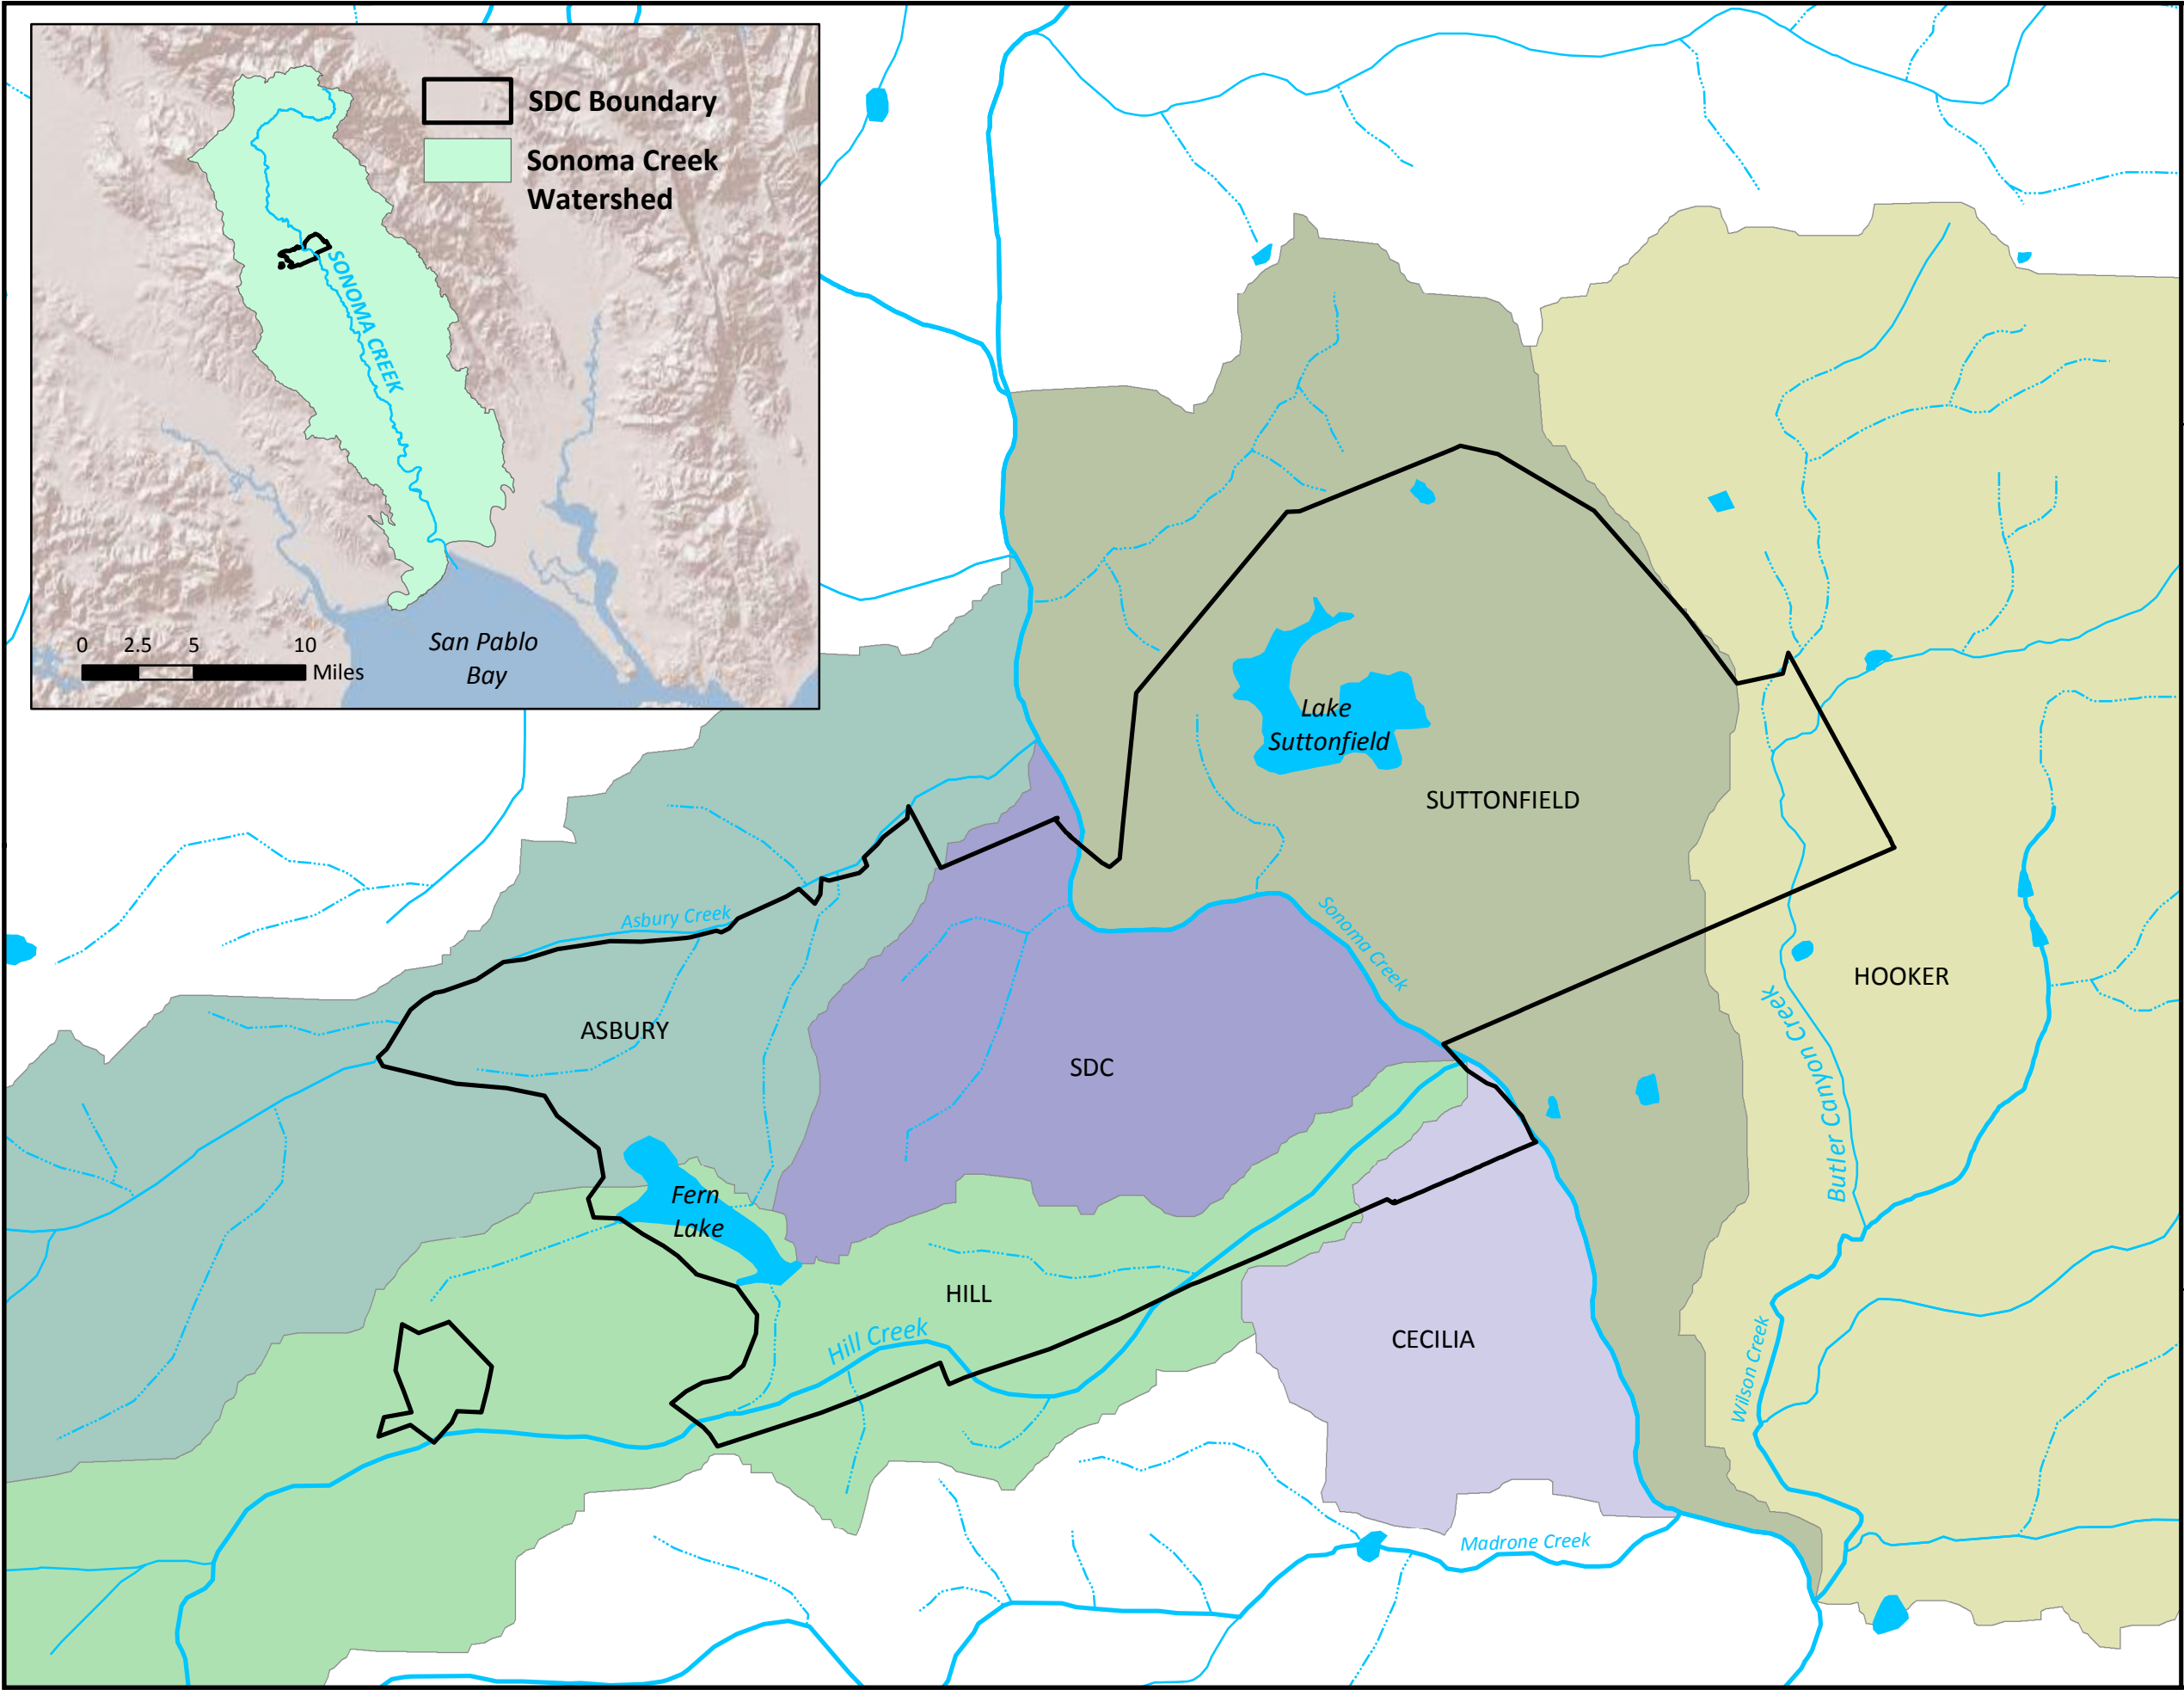 SDC Boundary
Sonoma Creek
Watershed
SONOMA CREEK
0 2.5 5 10
Miles
San Pablo
Bay
Lake
Suttonfield
SUTTONFIELD
Asbury Creek
Sonoma Creek
HOOKER
ASBURY
SDC
Butler Canyon Creek
Fern
Lake
HILL
Hill Creek
CECILIA
Wilson Creek
Madrone Creek